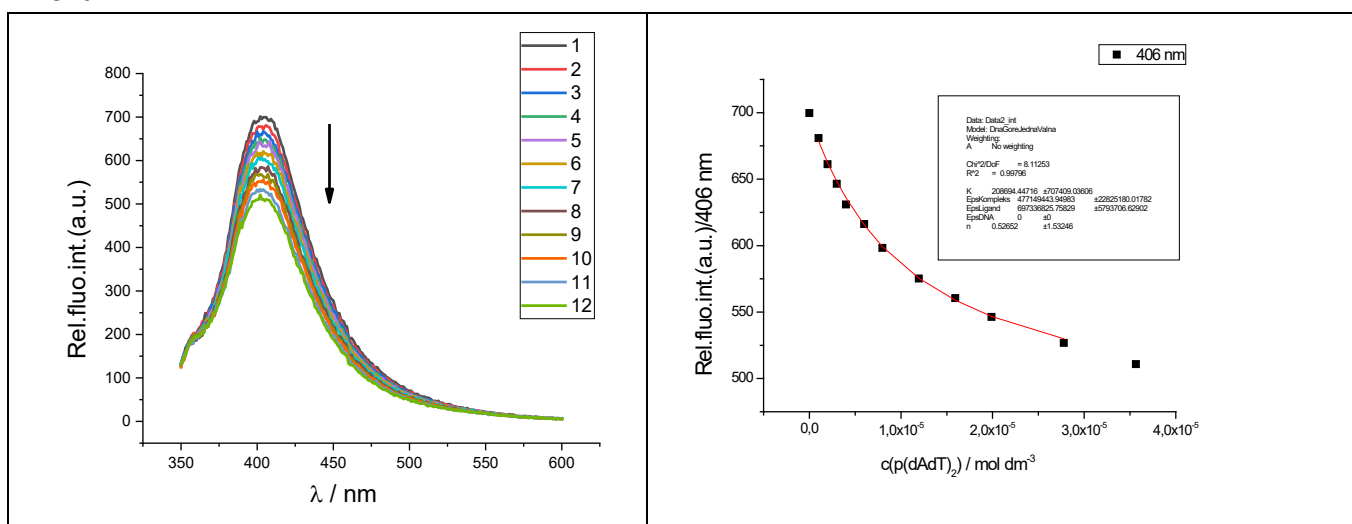 1
2
3
4
5
6
7
8
9
10
11
12
800
700
600
500
400
300
200
100
0
Rel.fluo.int.(a.u.)
350 400 450 500 550 600
λ / nm
406 nm
Data: Data2_int
Model: DnaGoreJednaValna
Weighting:
A No weighting
Chi^2/DoF = 8.11253
R^2 = 0.99796
K 208694.44716 ±707409.03606
EpsKompleks 477149443.94983 ±22825180.01782
EpsLigand 697336825.75829 ±5793706.62902
EpsDNA 0 ±0
n 0.52652 ±1.53246
700
650
600
550
500
Rel.fluo.int.(a.u.)/406 nm
0,0 1,0x10⁻⁵ 2,0x10⁻⁵ 3,0x10⁻⁵ 4,0x10⁻⁵
c(p(dAdT)₂) / mol dm⁻³